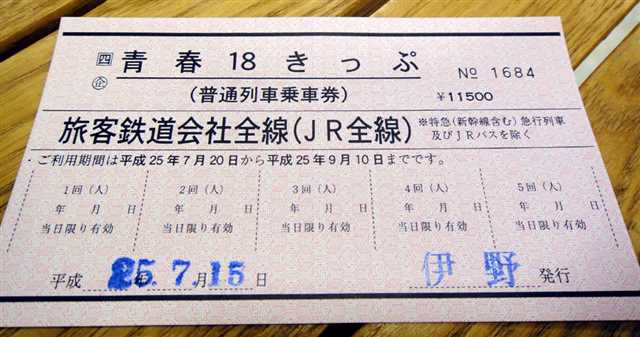 四 企 青春18きっぷ № 1684
(普通列車乗車券) ¥11500
旅客鉄道会社全線(JR全線) ※特急(新幹線含む)急行列車
及びJRバスを除く
・ご利用期間は平成25年7月20日から平成25年9月10日までです。
1回(人) 2回(人) 3回(人) 4回(人) 5回(人)
年 月 日 年 月 日 年 月 日 年 月 日 年 月 日
当日限り有効 当日限り有効 当日限り有効 当日限り有効 当日限り有効
平成 25.7月15日 伊野 発行